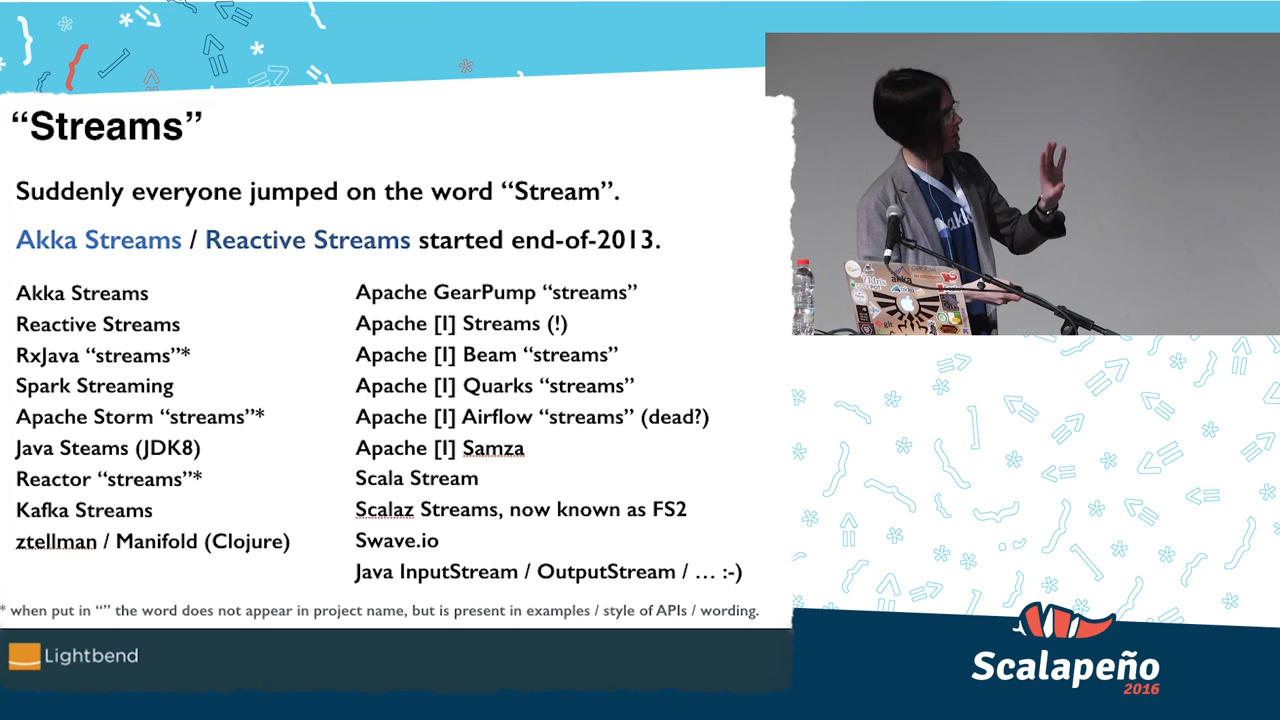 “Streams”
Suddenly everyone jumped on the word “Stream”.
Akka Streams / Reactive Streams started end-of-2013.
Akka Streams
Reactive Streams
RxJava “streams”*
Spark Streaming
Apache Storm “streams”*
Java Steams (JDK8)
Reactor “streams”*
Kafka Streams
ztellman / Manifold (Clojure)
Apache GearPump “streams”
Apache [I] Streams (!)
Apache [I] Beam “streams”
Apache [I] Quarks “streams”
Apache [I] Airflow “streams” (dead?)
Apache [I] Samza
Scala Stream
Scalaz Streams, now known as FS2
Swave.io
Java InputStream / OutputStream / … :-)
* when put in “” the word does not appear in project name, but is present in examples / style of APIs / wording.
Lightbend
akka
git
Scalapeño
2016